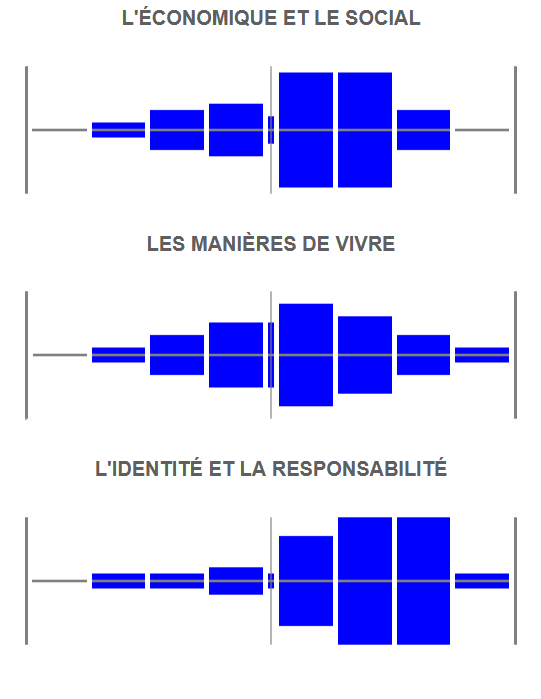 L'ÉCONOMIQUE ET LE SOCIAL
LES MANIÈRES DE VIVRE
L'IDENTITÉ ET LA RESPONSABILITÉ